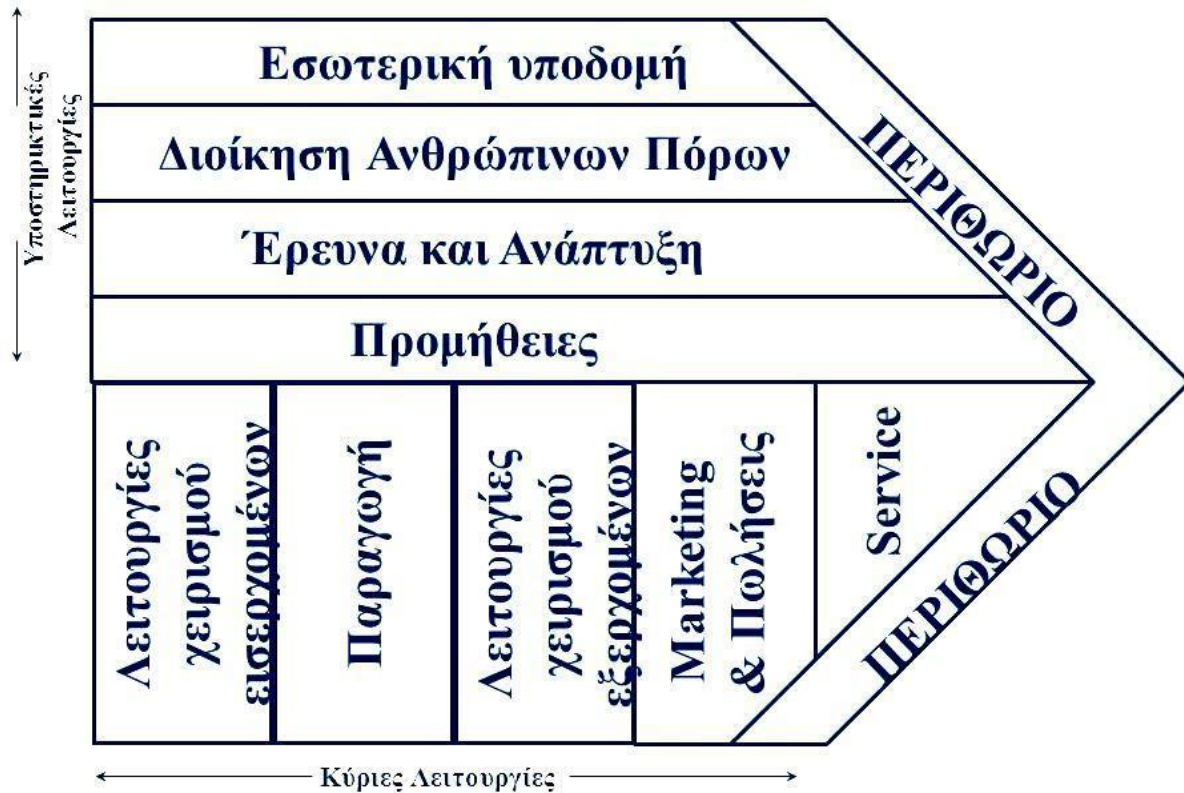 Υποστηρικτικές
Λειτουργίες
Εσωτερική υποδομή
Διοίκηση Ανθρώπινων Πόρων
Έρευνα και Ανάπτυξη
Προμήθειες
ΠΕΡΙΘΩΡΙΟ
Λειτουργίες
χειρισμού
εισερχομένων
Παραγωγή
Λειτουργίες
χειρισμού
εξερχομένων
Marketing
& Πωλήσεις
Service
ΠΕΡΙΘΩΡΙΟ
Κύριες Λειτουργίες